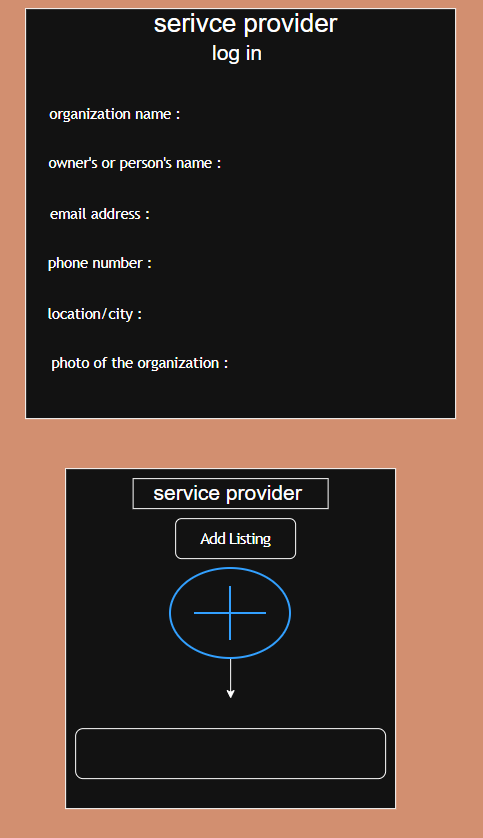 serivce provider
log in
organization name :
owner's or person's name :
email address :
phone number :
location/city :
photo of the organization :
service provider
Add Listing